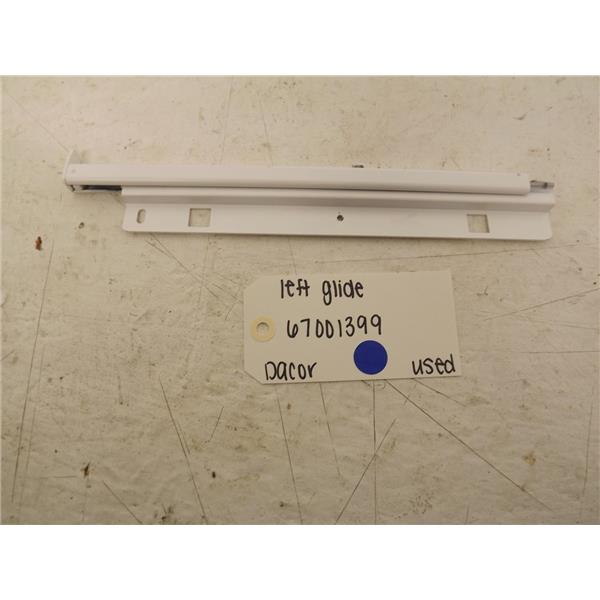 left glide
67001399
Dacor used